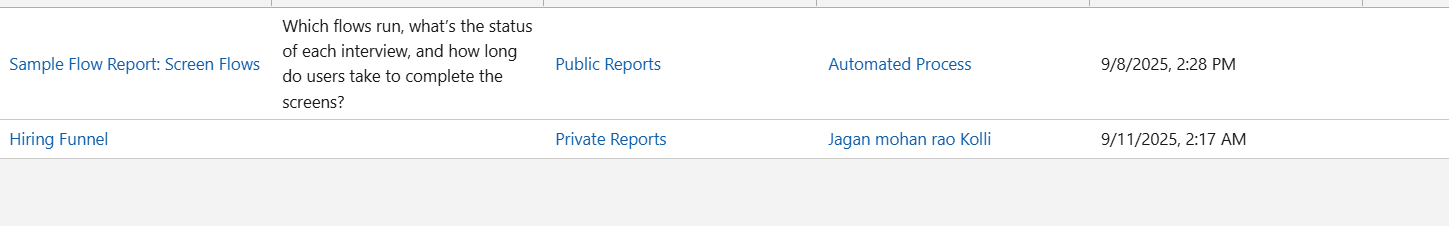 Sample Flow Report: Screen Flows
Which flows run, what’s the status
of each interview, and how long
do users take to complete the
screens?
Public Reports
Automated Process
9/8/2025, 2:28 PM
Hiring Funnel
Private Reports
Jagan mohan rao Kolli
9/11/2025, 2:17 AM